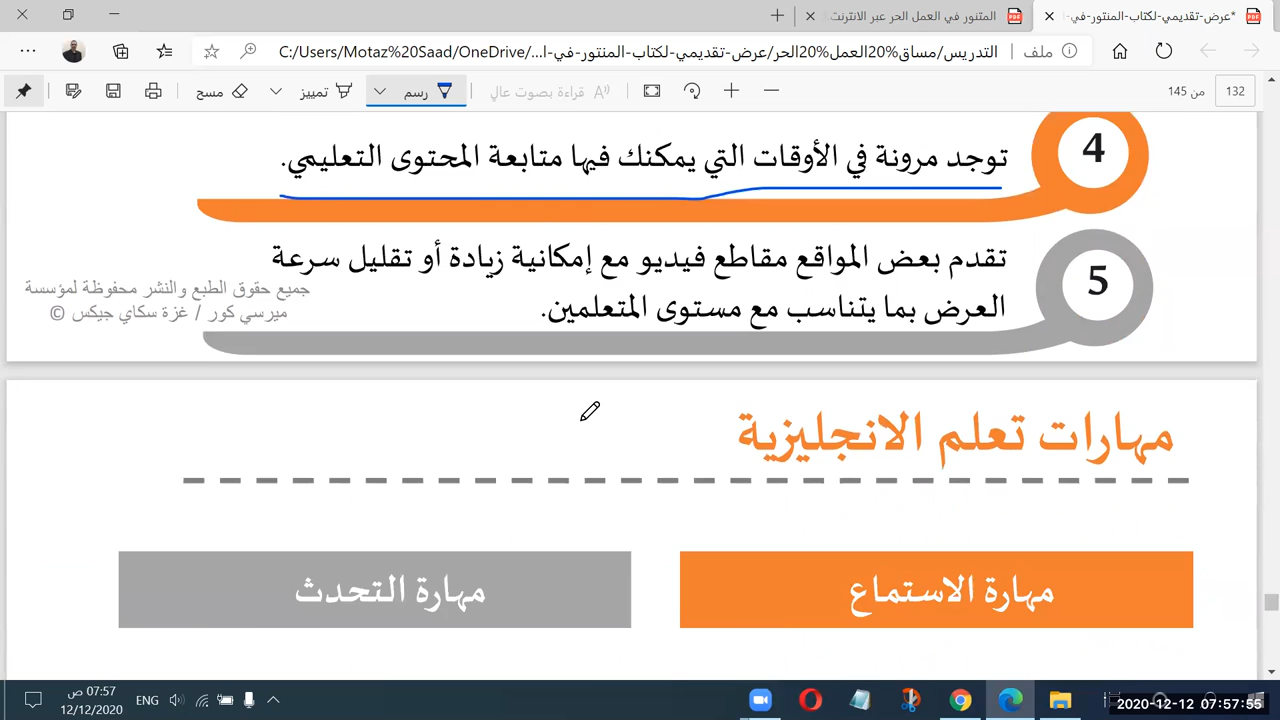 *عرض-تقديمي-لكتاب-المنتور-في-ا
المنتور في العمل الحر عبر الانترنت
ملف
C:/Users/Motaz%20Saad/OneDrive/التدريس/مساق%20العمل%20الحر/عرض-تقديمي-لكتاب-المنتور-في-ا...
132
من 145
قراءة بصوت عالٍ
رسم
تمييز
مسح
4
توجد مرونة في الأوقات التي يمكنك فيها متابعة المحتوى التعليمي.
5
تقدم بعض المواقع مقاطع فيديو مع إمكانية زيادة أو تقليل سرعة
العرض بما يتناسب مع مستوى المتعلمين.
جميع حقوق الطبع والنشر محفوظة لمؤسسة
ميرسي كور / غزة سكاي جيكس ©
مهارات تعلم الانجليزية
مهارة الاستماع
مهارة التحدث
07:57 ص
12/12/2020
ENG
2020-12-12 07:57:55